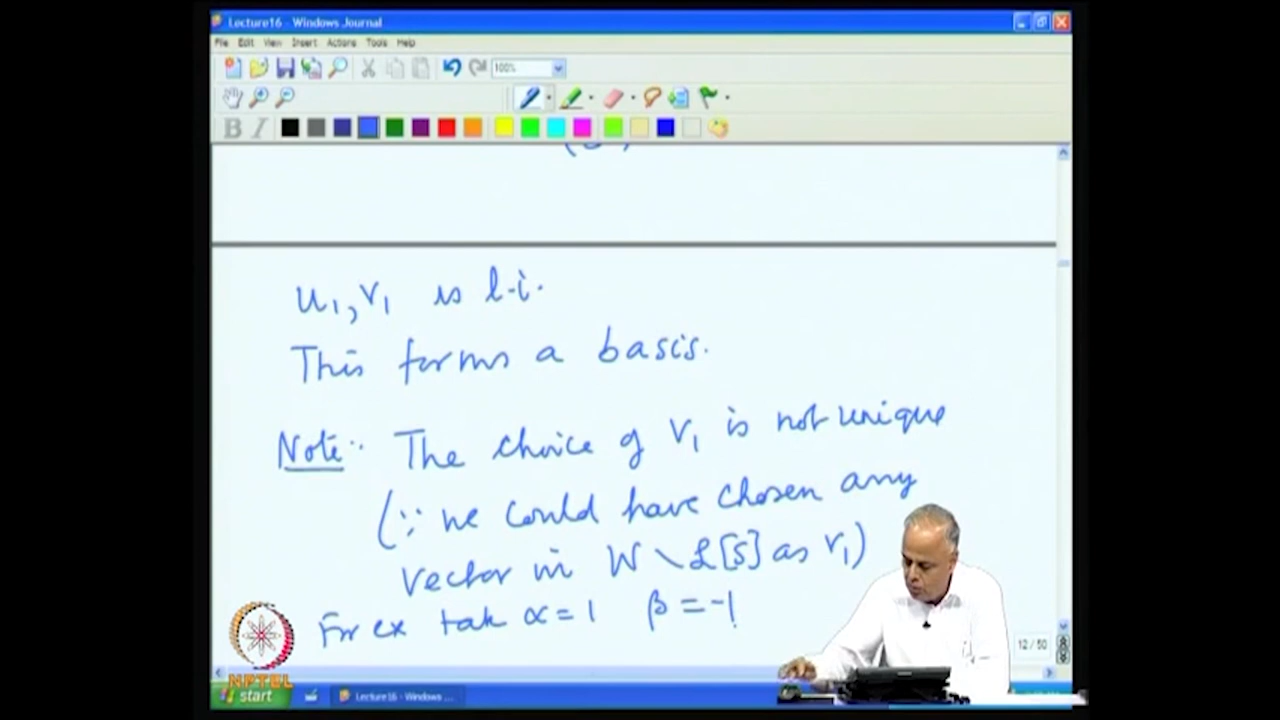 Lecture16 - Windows Journal
File Edit View Insert Actions Tools Help
100%
B I
u₁, v₁ is l.i.
This forms a basis.
Note: The choice of v₁ is not unique
(∵ we could have chosen any
vector in W \ ℒ[S] as v₁)
For ex tak α = 1 β = -1
12 / 50
NPTEL
start Lecture16 - Windows ...